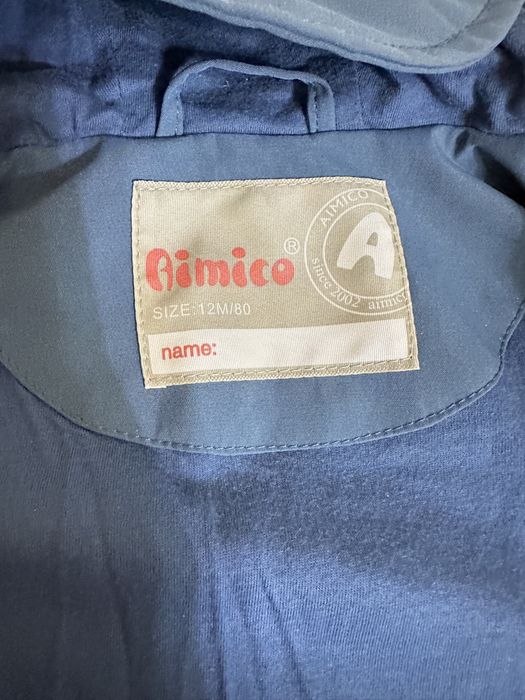 Aimico®
SIZE:12M/80
name:
AIMICO
A
since 2002 aimico